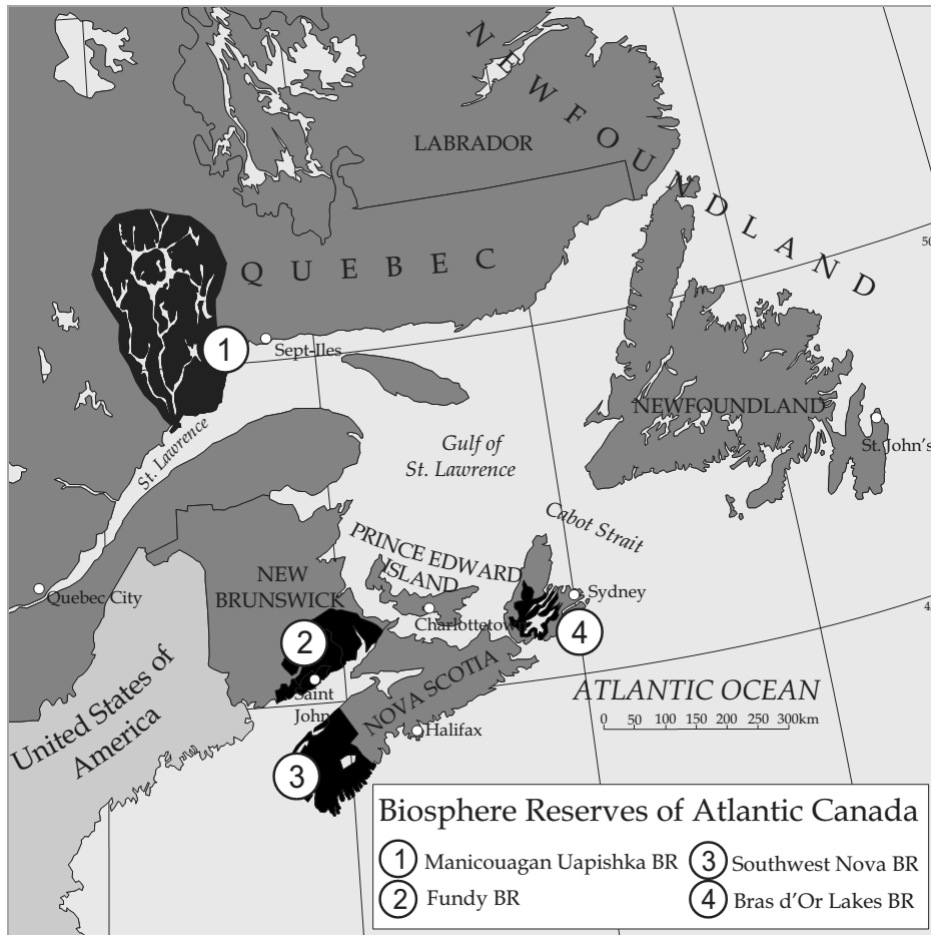 NEWFOUNDLAND
LABRADOR
50
QUEBEC
1
Sept-Iles
NEWFOUNDLAND
St. John's
St. Lawrence
Gulf of
St. Lawrence
Cabot Strait
PRINCE EDWARD
ISLAND
NEW
BRUNSWICK
Quebec City
Sydney
Charlottetow
2
4
4
NOVA SCOTIA
Saint
John
United States of
America
ATLANTIC OCEAN
0 50 100 150 200 300km
Halifax
3
Biosphere Reserves of Atlantic Canada
1 Manicouagan Uapishka BR
2 Fundy BR
3 Southwest Nova BR
4 Bras d'Or Lakes BR